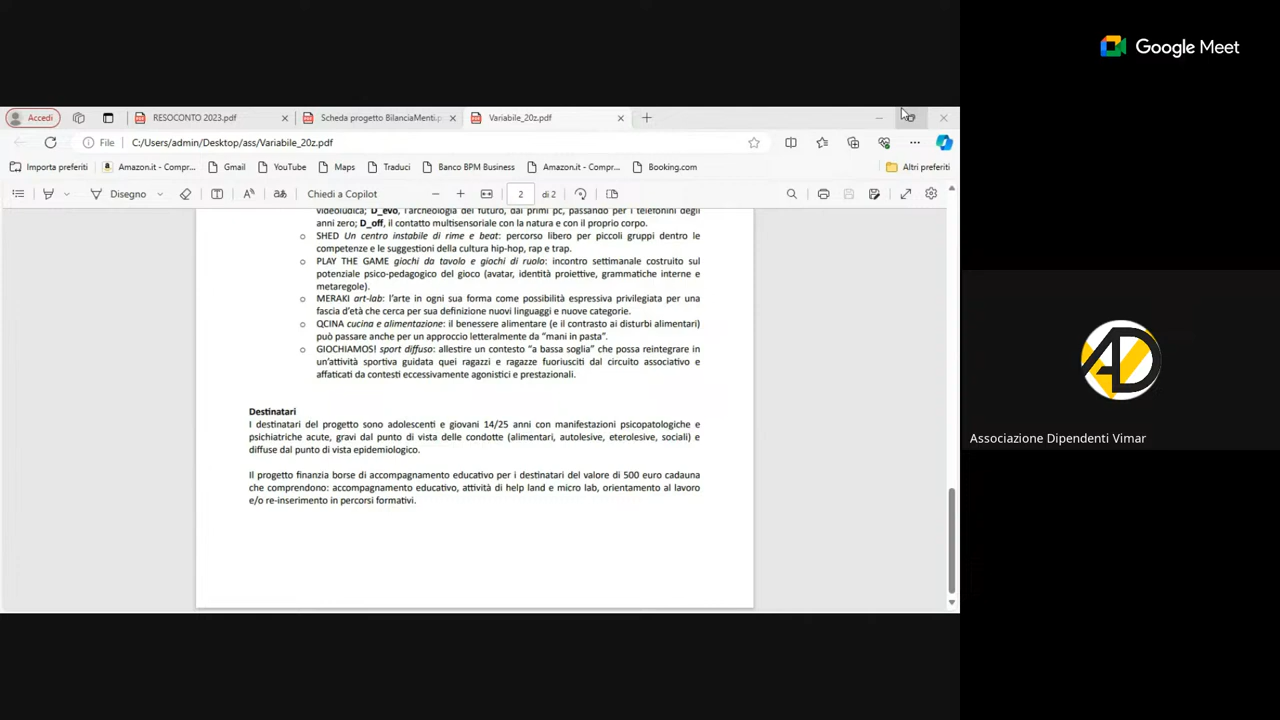 Google Meet
Accedi
RESOCONTO 2023.pdf
Scheda progetto BilanciaMenti.p
Variabile_20z.pdf
File
C:/Users/admin/Desktop/ass/Variabile_20z.pdf
Importa preferiti
Amazon.it - Compr...
Gmail
YouTube
Maps
Traduci
Banco BPM Business
Amazon.it - Compr...
Booking.com
Altri preferiti
Disegno
Chiedi a Copilot
2
di 2
videoludica; D_evo, l'archeologia del futuro, dai primi pc, passando per i telefonini degli
anni zero; D_off, il contatto multisensoriale con la natura e con il proprio corpo.
o SHED Un centro instabile di rime e beat: percorso libero per piccoli gruppi dentro le
competenze e le suggestioni della cultura hip-hop, rap e trap.
o PLAY THE GAME giochi da tavolo e giochi di ruolo: incontro settimanale costruito sul
potenziale psico-pedagogico del gioco (avatar, identità proiettive, grammatiche interne e
metaregole).
o MERAKI art-lab: l'arte in ogni sua forma come possibilità espressiva privilegiata per una
fascia d'età che cerca per sua definizione nuovi linguaggi e nuove categorie.
o QCINA cucina e alimentazione: il benessere alimentare (e il contrasto ai disturbi alimentari)
può passare anche per un approccio letteralmente da "mani in pasta".
o GIOCHIAMO! sport diffuso: allestire un contesto "a bassa soglia" che possa reintegrare in
un'attività sportiva guidata quei ragazzi e ragazze fuoriusciti dal circuito associativo e
affaticati da contesti eccessivamente agonistici e prestazionali.
Destinatari
I destinatari del progetto sono adolescenti e giovani 14/25 anni con manifestazioni psicopatologiche e
psichiatriche acute, gravi dal punto di vista delle condotte (alimentari, autolesive, eterolesive, sociali) e
diffuse dal punto di vista epidemiologico.
Il progetto finanzia borse di accompagnamento educativo per i destinatari del valore di 500 euro cadauna
che comprendono: accompagnamento educativo, attività di help land e micro lab, orientamento al lavoro
e/o re-inserimento in percorsi formativi.
AD
Associazione Dipendenti Vimar